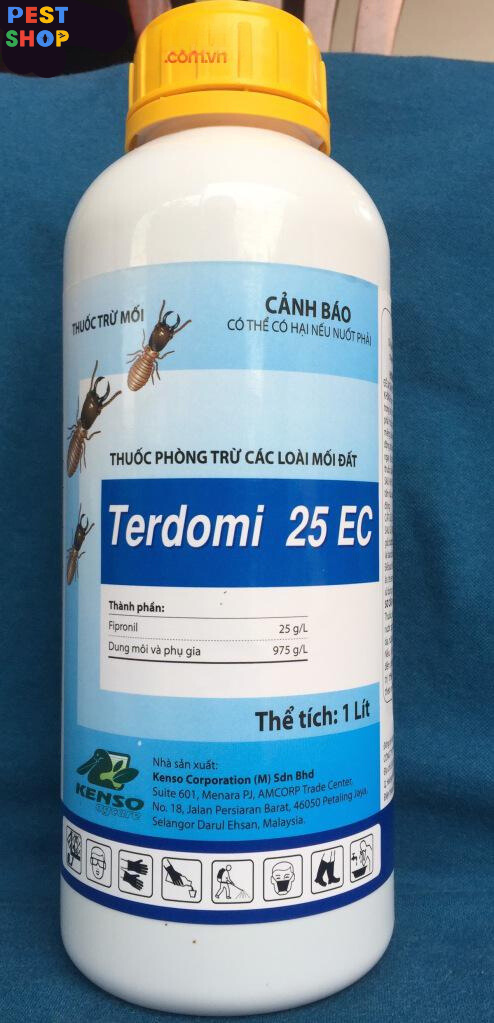 PEST
SHOP
.com.vn
THUỐC TRỪ MỐI
CẢNH BÁO
CÓ THỂ CÓ HẠI NẾU NUỐT PHẢI
THUỐC PHÒNG TRỪ CÁC LOÀI MỐI ĐẤT
Terdomi 25 EC
Thành phần:
Fipronil 25 g/L
Dung môi và phụ gia 975 g/L
Thể tích: 1 Lít
KENSO
agcare
Nhà sản xuất:
Kenso Corporation (M) Sdn Bhd
Suite 601, Menara PJ, AMCORP Trade Center,
No. 18, Jalan Persiaran Barat, 46050 Petaling Jaya,
Selangor Darul Ehsan, Malaysia.